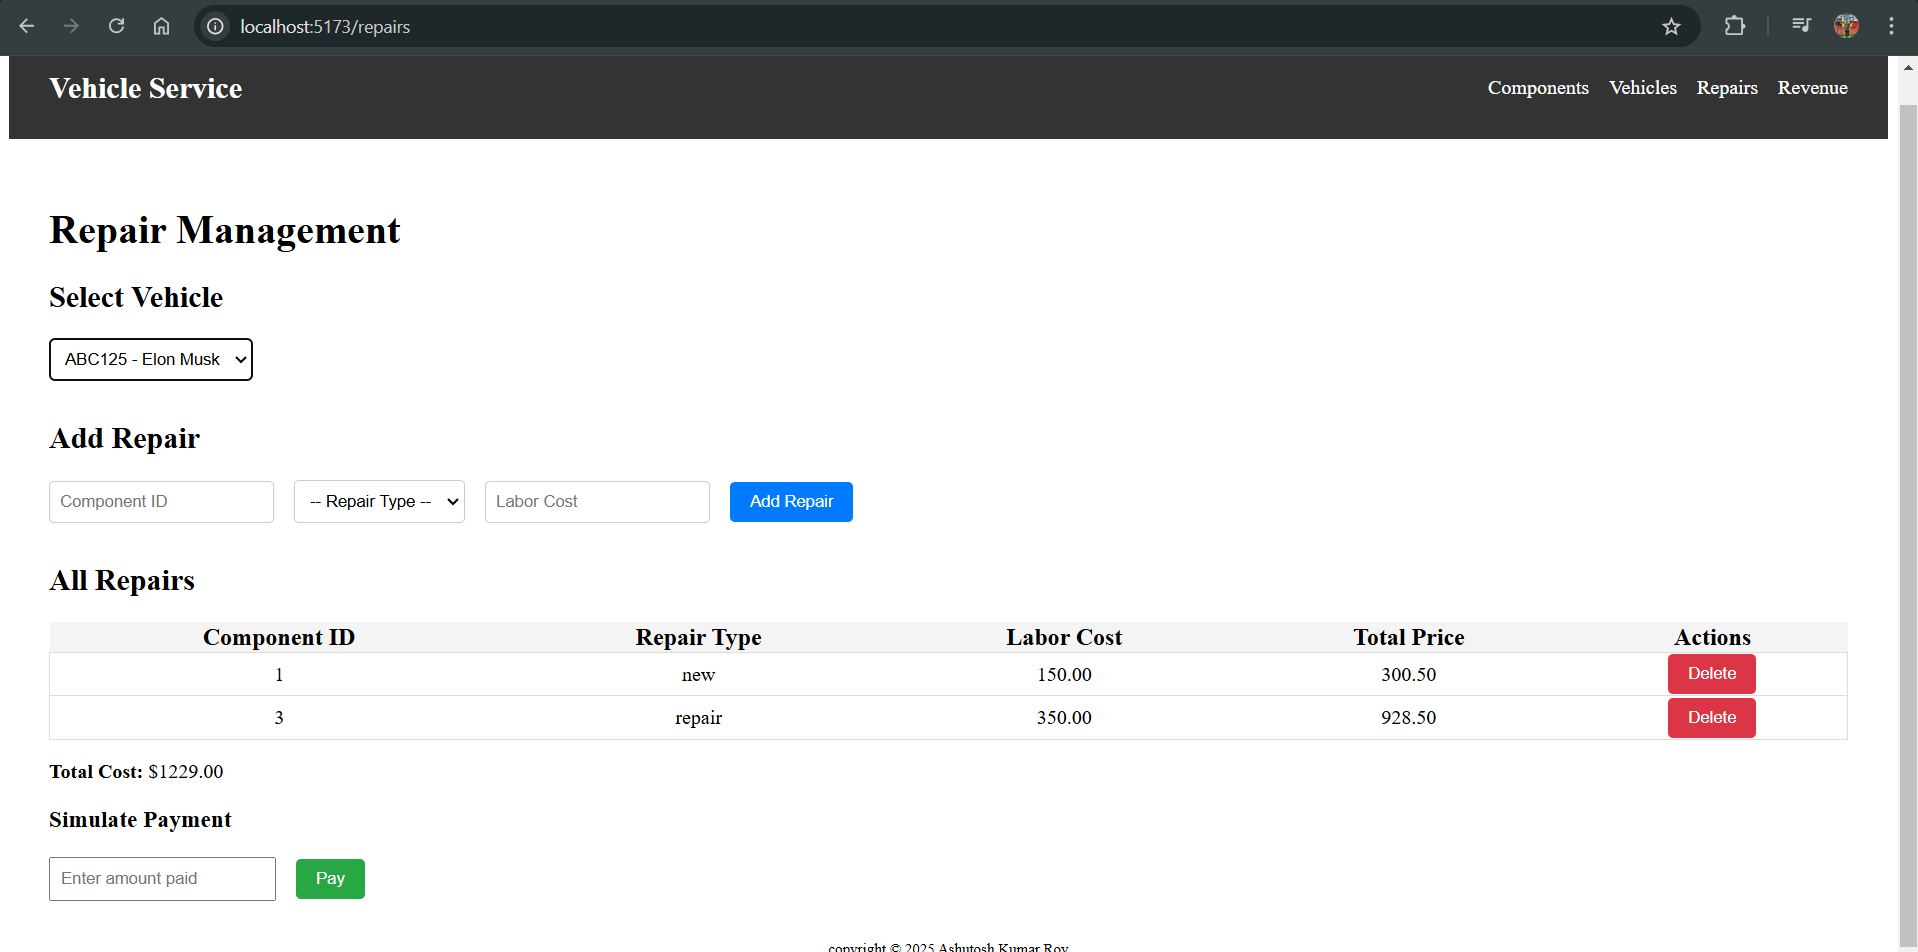 localhost:5173/repairs
Vehicle Service Components Vehicles Repairs Revenue
Repair Management
Select Vehicle
ABC125 - Elon Musk
Add Repair
Component ID -- Repair Type -- Labor Cost Add Repair
All Repairs
Component ID Repair Type Labor Cost Total Price Actions
1 new 150.00 300.50 Delete
3 repair 350.00 928.50 Delete
Total Cost: $1229.00
Simulate Payment
Enter amount paid Pay
copyright © 2025 Ashutosh Kumar Roy